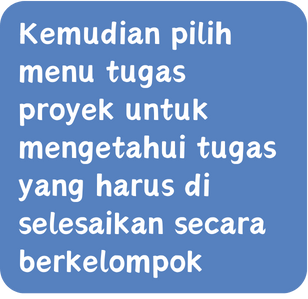 Kemudian pilih
menu tugas
proyek untuk
mengetahui tugas
yang harus di
selesaikan secara
berkelompok